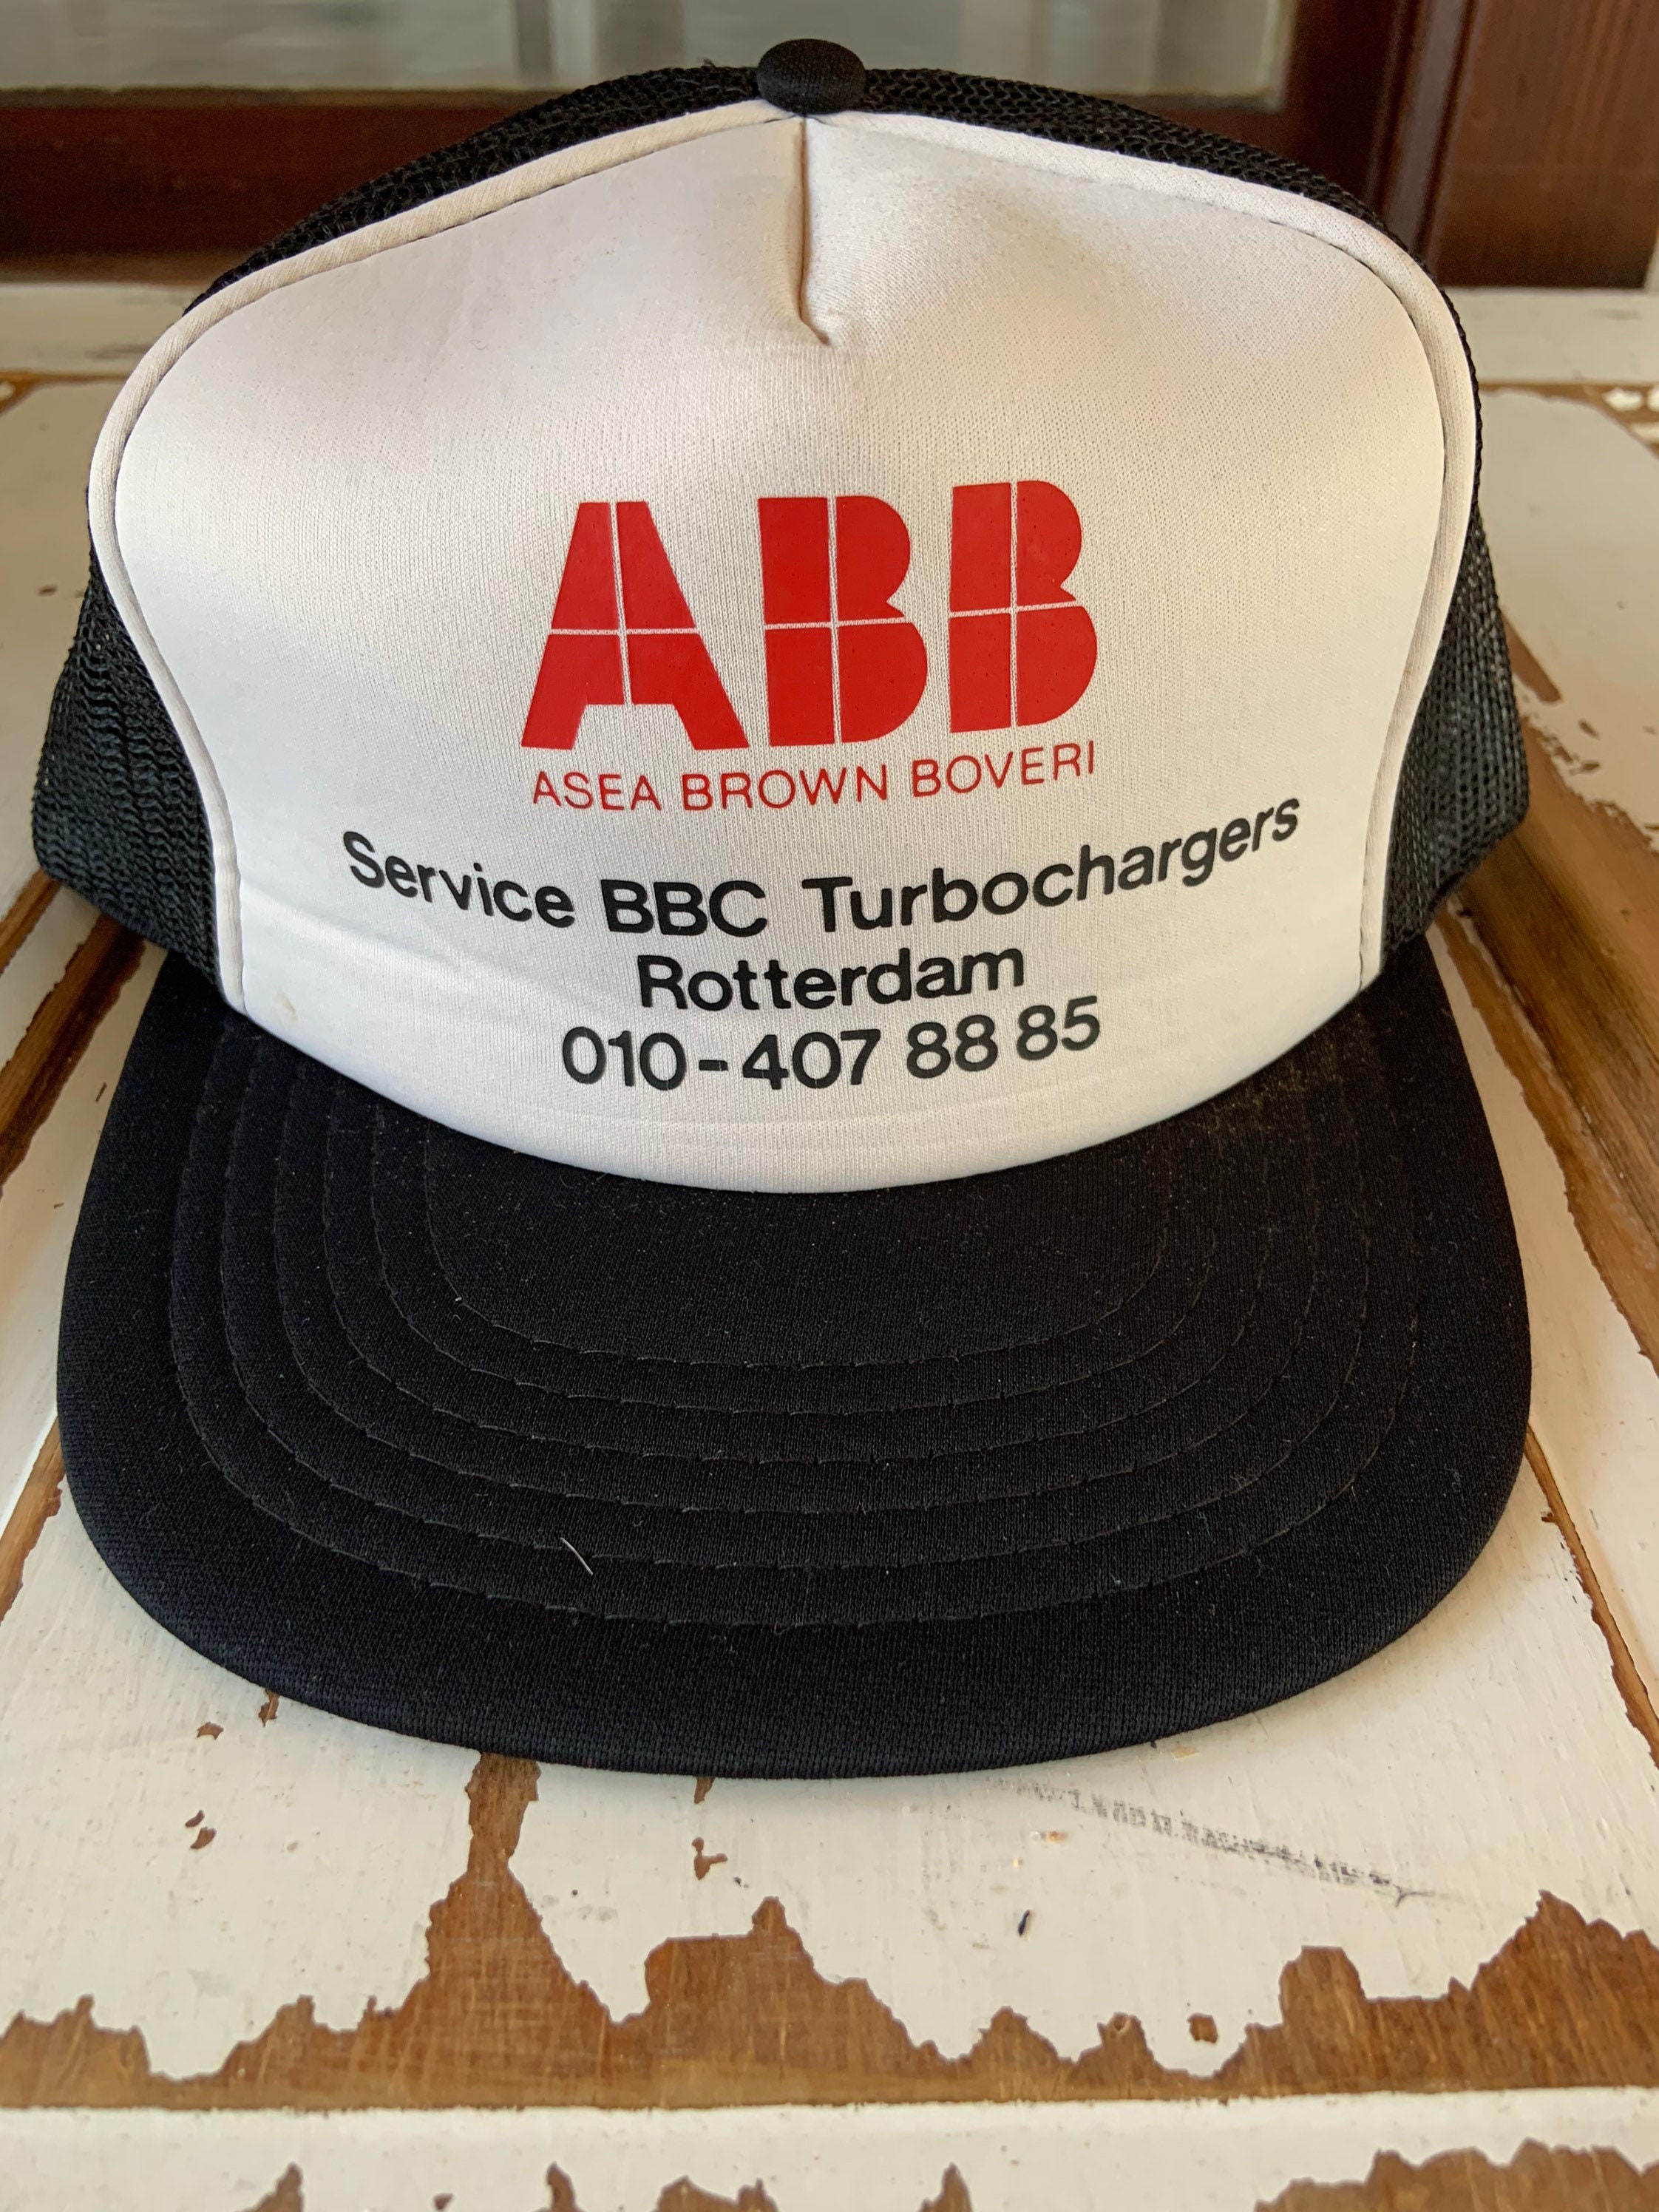 ABB
ASEA BROWN BOVERI
Service BBC Turbochargers
Rotterdam
010-407 88 85